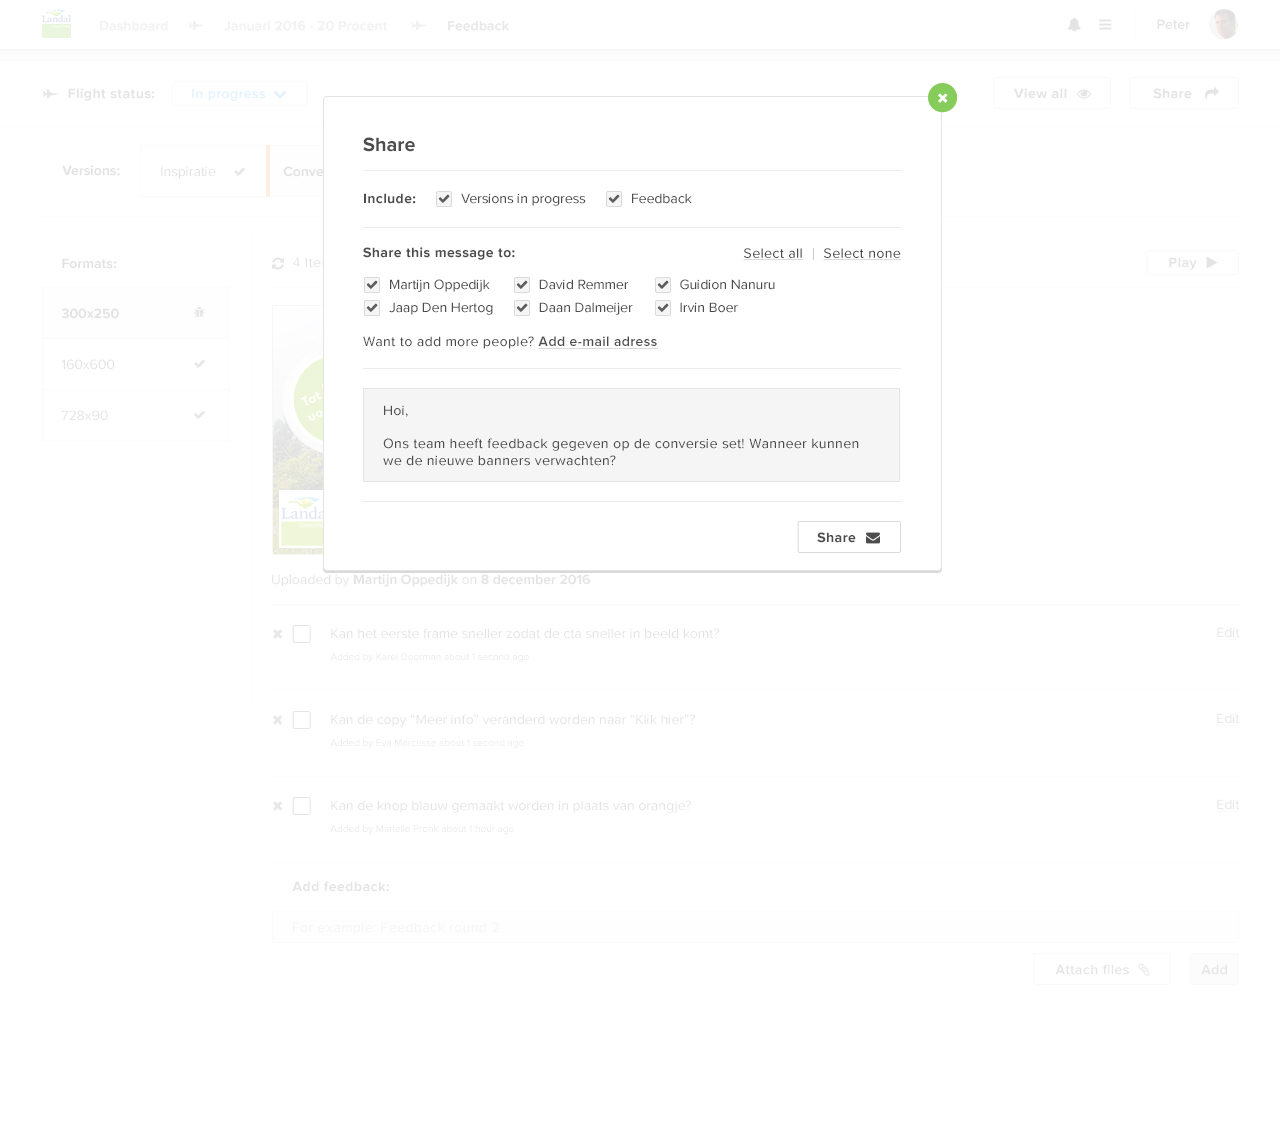 Landal
Dashboard
Januari 2016 - 20 Procent
Feedback
Peter
Flight status:
In progress
View all
Share
Versions:
Inspiratie
Conve
Share
Include:
Versions in progress
Feedback
Share this message to:
Select all | Select none
Martijn Oppedijk
David Remmer
Guidion Nanuru
Jaap Den Hertog
Daan Dalmeijer
Irvin Boer
Want to add more people? Add e-mail adress
Hoi,
Ons team heeft feedback gegeven op de conversie set! Wanneer kunnen
we de nieuwe banners verwachten?
Share
Formats:
300x250
160x600
728x90
4 Ite
Play
Tot
vo
Landa
Uploaded by Martijn Oppedijk on 8 december 2016
Kan het eerste frame sneller zodat de cta sneller in beeld komt?
Edit
Added by Karel Doorman about 1 second ago
Kan de copy “Meer info” veranderd worden naar “Klik hier”?
Edit
Added by Eva Marcuske about 1 second ago
Kan de knop blauw gemaakt worden in plaats van orangje?
Edit
Added by Mariëlle Pronk about 1 hour ago
Add feedback:
For example: Feedback round 2
Attach files
Add